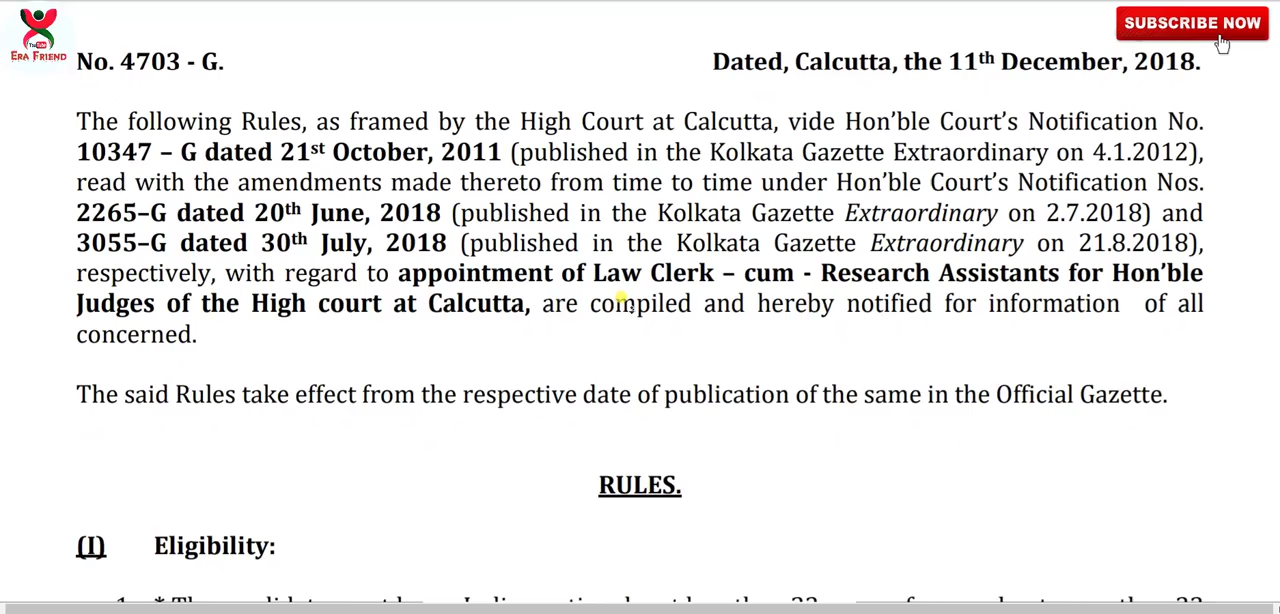 SUBSCRIBE NOW
ERA FRIEND
No. 4703 - G. Dated, Calcutta, the 11th December, 2018.
The following Rules, as framed by the High Court at Calcutta, vide Hon'ble Court's Notification No.
10347 – G dated 21st October, 2011 (published in the Kolkata Gazette Extraordinary on 4.1.2012),
read with the amendments made thereto from time to time under Hon'ble Court's Notification Nos.
2265–G dated 20th June, 2018 (published in the Kolkata Gazette Extraordinary on 2.7.2018) and
3055–G dated 30th July, 2018 (published in the Kolkata Gazette Extraordinary on 21.8.2018),
respectively, with regard to appointment of Law Clerk – cum - Research Assistants for Hon'ble
Judges of the High court at Calcutta, are compiled and hereby notified for information of all
concerned.
The said Rules take effect from the respective date of publication of the same in the Official Gazette.
RULES.
(I) Eligibility: